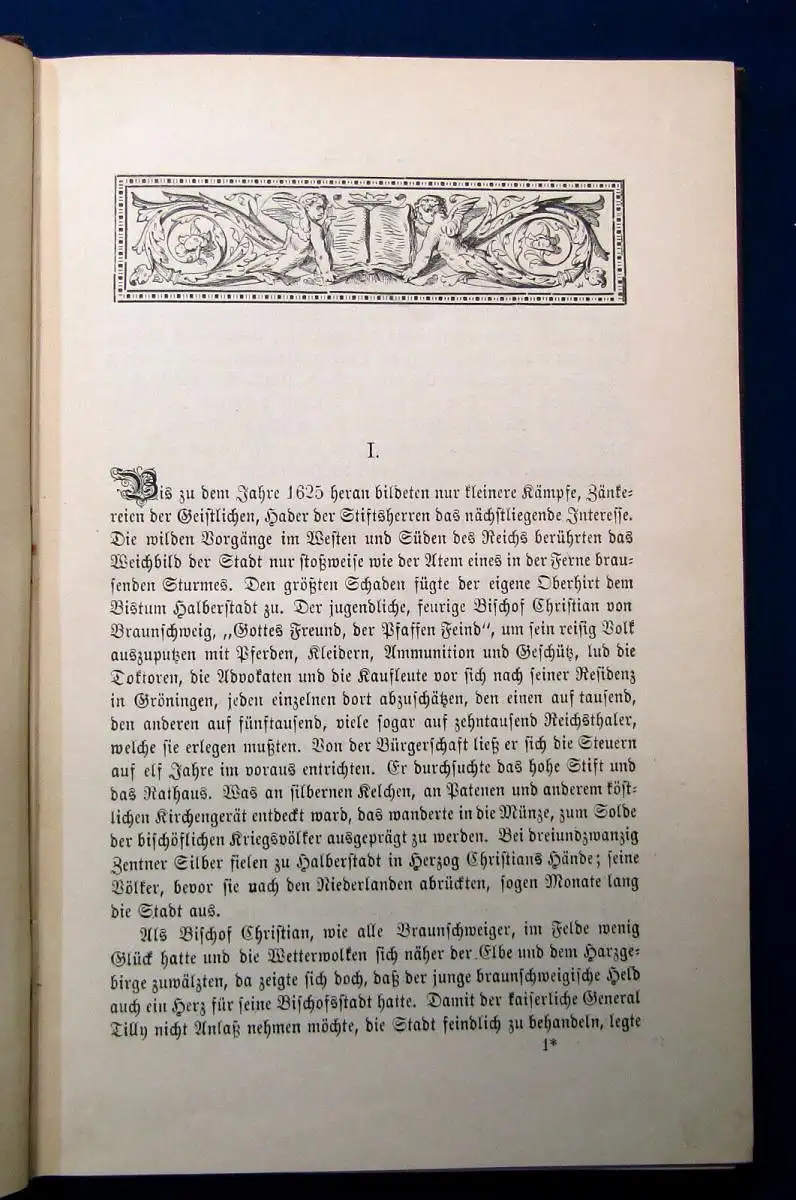 I.
Bis zu dem Jahre 1625 heran bildeten nur kleinere Kämpfe, Zänke-
reien der Geistlichen, Hader der Stiftsherren das nächstliegende Interesse.
Die wilden Vorgänge im Westen und Süden des Reichs berührten das
Weichbild der Stadt nur stoßweise wie der Atem eines in der Ferne brau-
senden Sturmes. Den größten Schaden fügte der eigene Oberhirt dem
Bistum Halberstadt zu. Der jugendliche, feurige Bischof Christian von
Braunschweig, „Gottes Freund, der Pfaffen Feind“, um sein reisig Volk
auszuputzen mit Pferden, Kleidern, Ammunition und Geschütz, lud die
Doktoren, die Advokaten und die Kaufleute vor sich nach seiner Residenz
in Gröningen, jeden einzelnen dort abzuschätzen, den einen auf tausend,
den anderen auf fünftausend, viele sogar auf zehntausend Reichsthaler,
welche sie erlegen mußten. Von der Bürgerschaft ließ er sich die Steuern
auf elf Jahre im voraus entrichten. Er durchsuchte das hohe Stift und
das Rathaus. Was an silbernen Kelchen, an Patenen und anderem köst-
lichen Kirchengerät entdeckt ward, das wanderte in die Münze, zum Solde
der bischöflichen Kriegsvölker ausgeprägt zu werden. Bei dreiundzwanzig
Zentner Silber fielen zu Halberstadt in Herzog Christians Hände; seine
Völker, bevor sie nach den Niederlanden abrückten, sogen Monate lang
die Stadt aus.
Als Bischof Christian, wie alle Braunschweiger, im Felde wenig
Glück hatte und die Wetterwolken sich näher der Elbe und dem Harzge-
birge zuwälzten, da zeigte sich doch, daß der junge braunschweigische Held
auch ein Herz für seine Bischofsstadt hatte. Damit der kaiserliche General
Tilly nicht Anlaß nehmen möchte, die Stadt feindlich zu behandeln, legte
1*